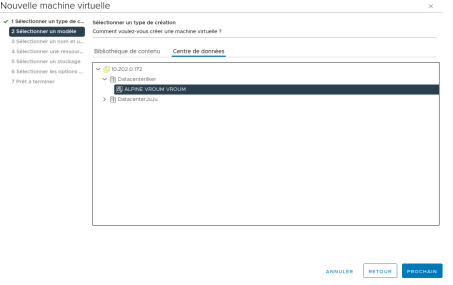 Nouvelle machine virtuelle
1 Sélectionner un type de c...
2 Sélectionner un modèle
3 Sélectionner un nom et u...
4 Sélectionner une ressour...
5 Sélectionner un stockage
6 Sélectionner les options ...
7 Prêt à terminer
Sélectionner un type de création
Comment voulez-vous créer une machine virtuelle ?
Bibliothèque de contenu
Centre de données
10.202.0.172
Datacenteriker
ALPINE VROUM VROUM
DatacenterJuJu
ANNULER
RETOUR
PROCHAIN